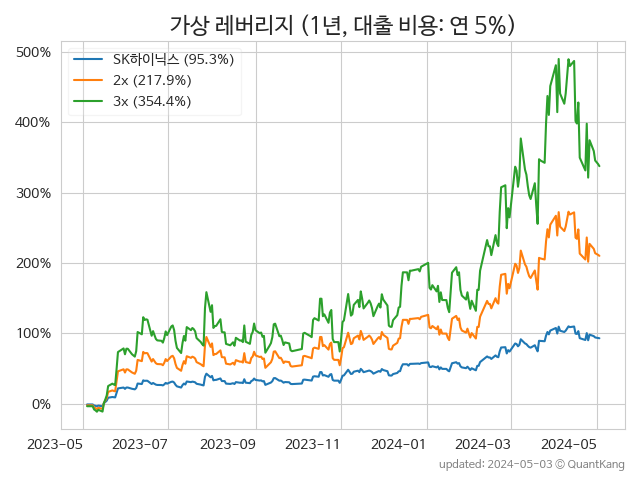 가상 레버리지 (1년, 대출 비용: 연 5%)
SK하이닉스 (95.3%)
2x (217.9%)
3x (354.4%)
500%
400%
300%
200%
100%
0%
2023-05 2023-07 2023-09 2023-11 2024-01 2024-03 2024-05
updated: 2024-05-03 © QuantKang